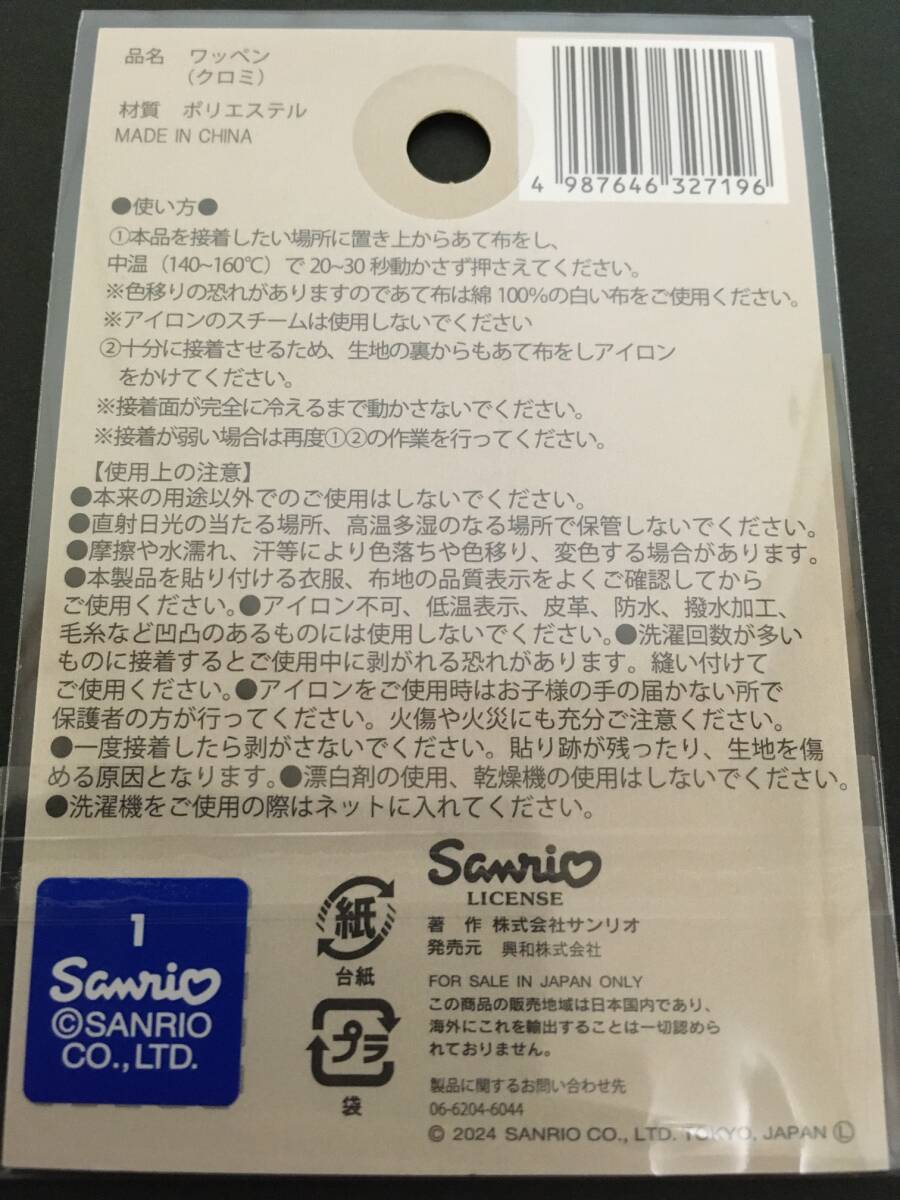 品名 ワッペン
（クロミ）
材質 ポリエステル
MADE IN CHINA
4 987646 327196
●使い方●
①本品を接着したい場所に置き上からあて布をし、
中温（140~160℃）で20~30秒動かさず押さえてください。
※色移りの恐れがありますのであて布は綿100%の白い布をご使用ください。
※アイロンのスチームは使用しないでください
②十分に接着させるため、生地の裏からもあて布をしアイロン
をかけてください。
※接着面が完全に冷えるまで動かさないでください。
※接着が弱い場合は再度①②の作業を行ってください。
【使用上の注意】
●本来の用途以外でのご使用はしないでください。
●直射日光の当たる場所、高温多湿のなる場所で保管しないでください。
●摩擦や水濡れ、汗等により色落ちや色移り、変色する場合があります。
●本製品を貼り付ける衣服、布地の品質表示をよくご確認してから
ご使用ください。●アイロン不可、低温表示、皮革、防水、撥水加工、
毛糸など凹凸のあるものには使用しないでください。●洗濯回数が多い
ものに接着するとご使用中に剥がれる恐れがあります。縫い付けて
ご使用ください。●アイロンをご使用時はお子様の手の届かない所で
保護者の方が行ってください。火傷や火災にも充分ご注意ください。
●一度接着したら剥がさないでください。貼り跡が残ったり、生地を傷
める原因となります。●漂白剤の使用、乾燥機の使用はしないでください。
●洗濯機をご使用の際はネットに入れてください。
1
Sanrio
©SANRIO
CO.,LTD.
紙
台紙
プラ
袋
Sanrio
LICENSE
著 作 株式会社サンリオ
発売元 興和株式会社
FOR SALE IN JAPAN ONLY
この商品の販売地域は日本国内であり、
海外にこれを輸出することは一切認めら
れておりません。
製品に関するお問い合わせ先
06-6204-6044
© 2024 SANRIO CO., LTD. TOKYO, JAPAN Ⓛ